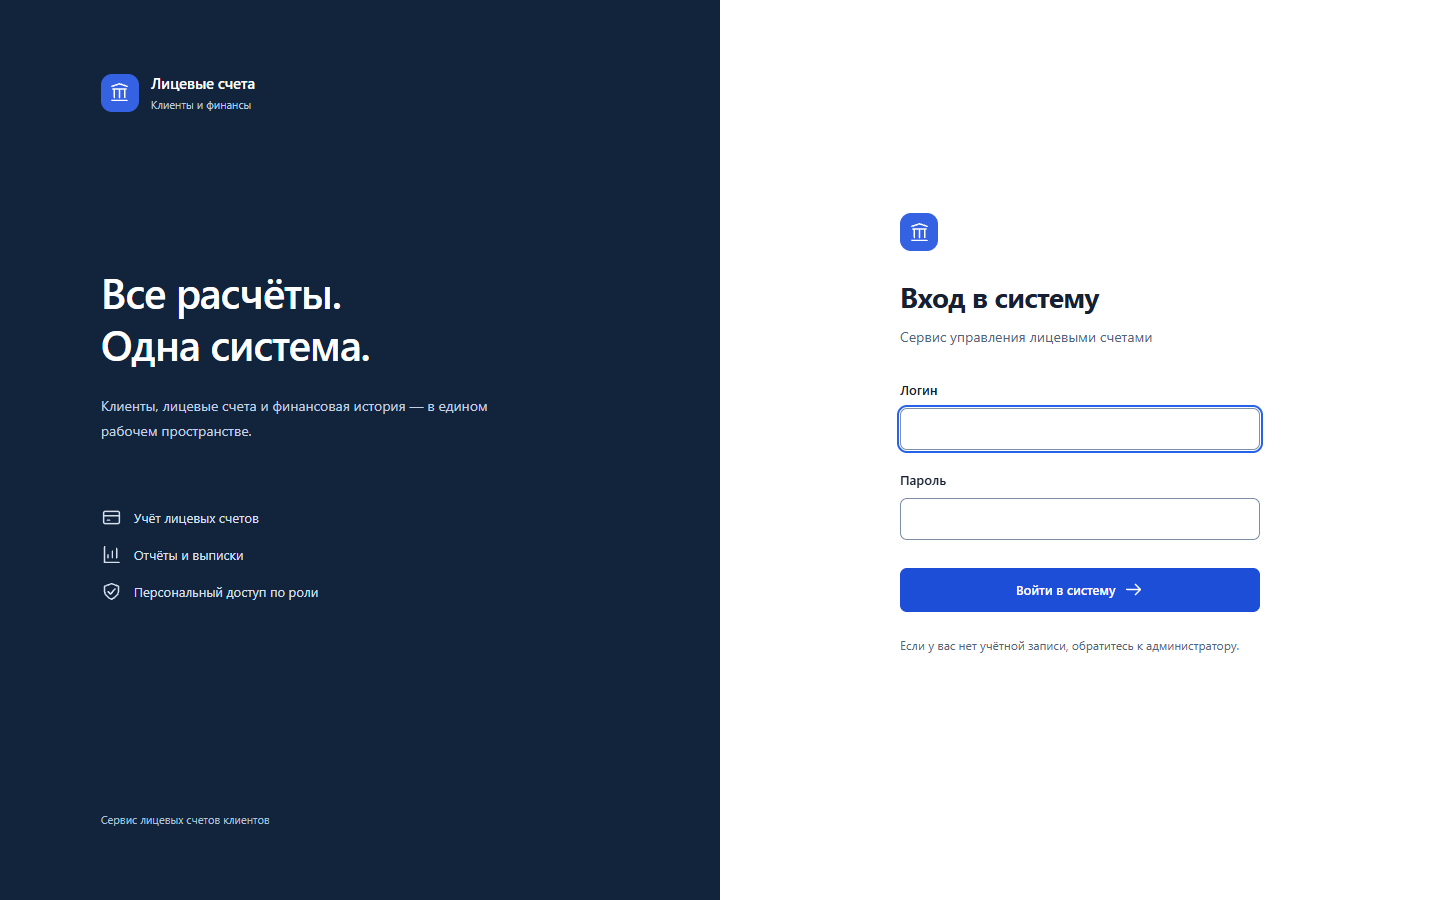 Лицевые счета
Клиенты и финансы
Все расчёты.
Одна система.
Клиенты, лицевые счета и финансовая история — в едином
рабочем пространстве.
Учёт лицевых счетов
Отчёты и выписки
Персональный доступ по роли
Сервис лицевых счетов клиентов
Вход в систему
Сервис управления лицевыми счетами
Логин
Пароль
Войти в систему
Если у вас нет учётной записи, обратитесь к администратору.